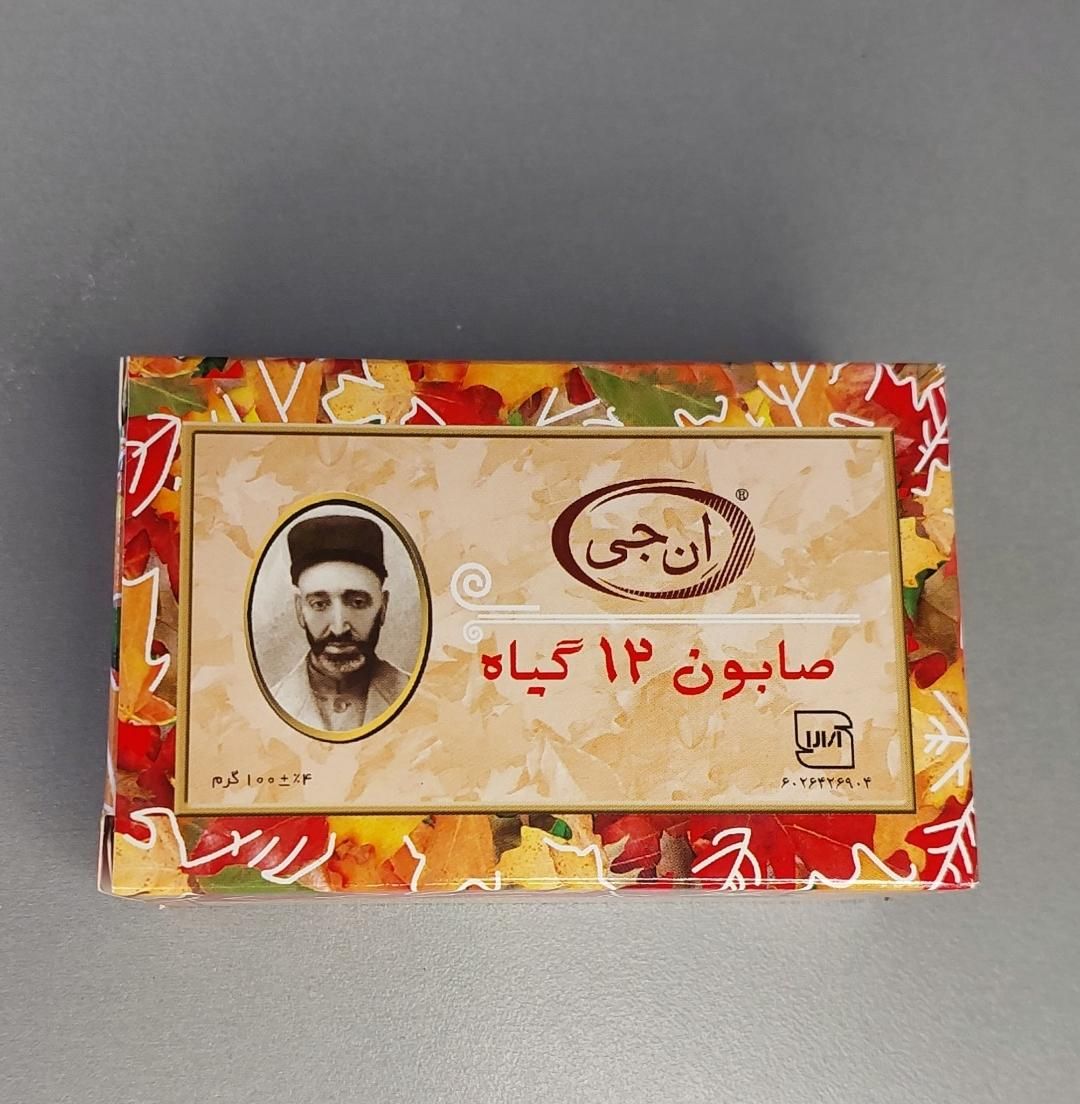 ان جی ®
صابون ۱۲ گیاه
۶۰۲۶۴۲۶۹۰۴
۱۰۰±٪۴ گرم